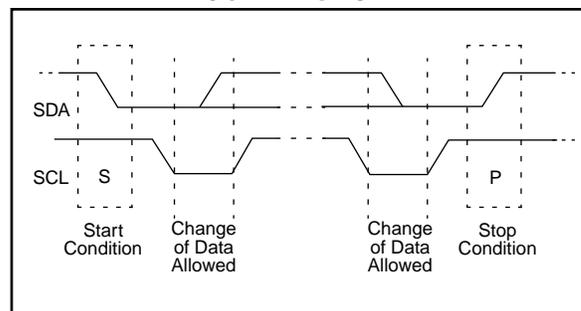 SDA
SCL S P
Start Condition
Change of Data Allowed
Change of Data Allowed
Stop Condition